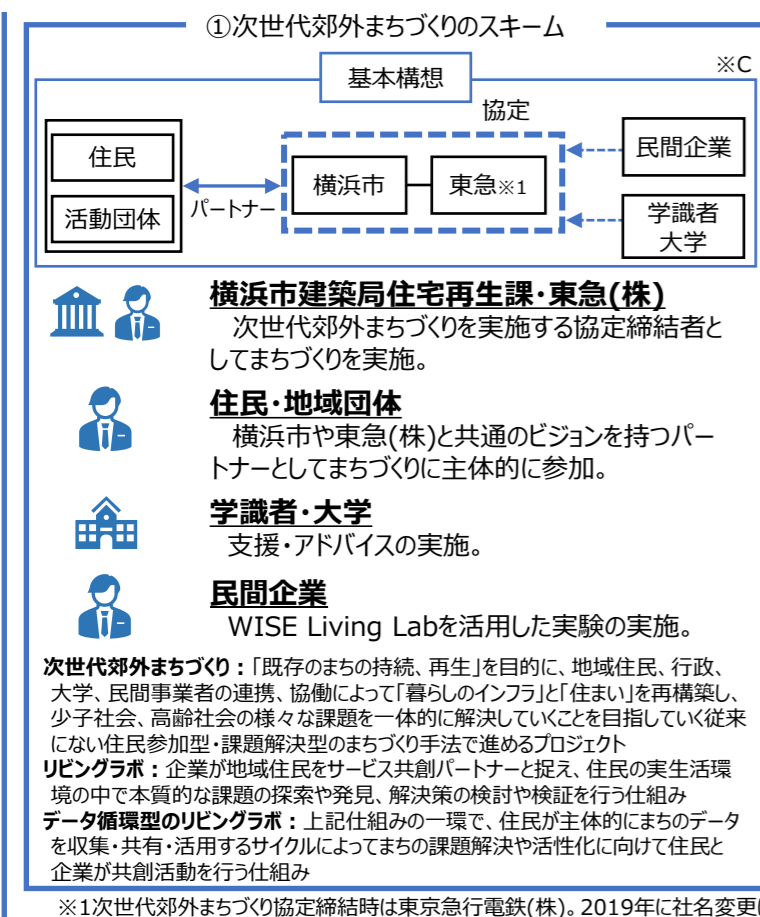 ①次世代郊外まちづくりのスキーム
※C
基本構想
協定
住民
活動団体
パートナー
横浜市
東急※1
民間企業
学識者
大学
横浜市建築局住宅再生課・東急(株)
次世代郊外まちづくりを実施する協定締結者と
してまちづくりを実施。
住民・地域団体
横浜市や東急(株)と共通のビジョンを持つパー
トナーとしてまちづくりに主体的に参加。
学識者・大学
支援・アドバイスの実施。
民間企業
WISE Living Labを活用した実験の実施。
次世代郊外まちづくり：「既存のまちの持続、再生」を目的に、地域住民、行政、
大学、民間事業者の連携、協働によって「暮らしのインフラ」と「住まい」を再構築し、
少子社会、高齢社会の様々な課題を一体的に解決していくことを目指していく従来
にない住民参加型・課題解決型のまちづくり手法で進めるプロジェクト
リビングラボ：企業が地域住民をサービス共創パートナーと捉え、住民の実生活環
境の中で本質的な課題の探索や発見、解決策の検討や検証を行う仕組み
データ循環型のリビングラボ：上記仕組みの一環で、住民が主体的にまちのデータ
を収集・共有・活用するサイクルによってまちの課題解決や活性化に向けて住民と
企業が共創活動を行う仕組み
※1次世代郊外まちづくり協定締結時は東京急行電鉄(株)。2019年に社名変更